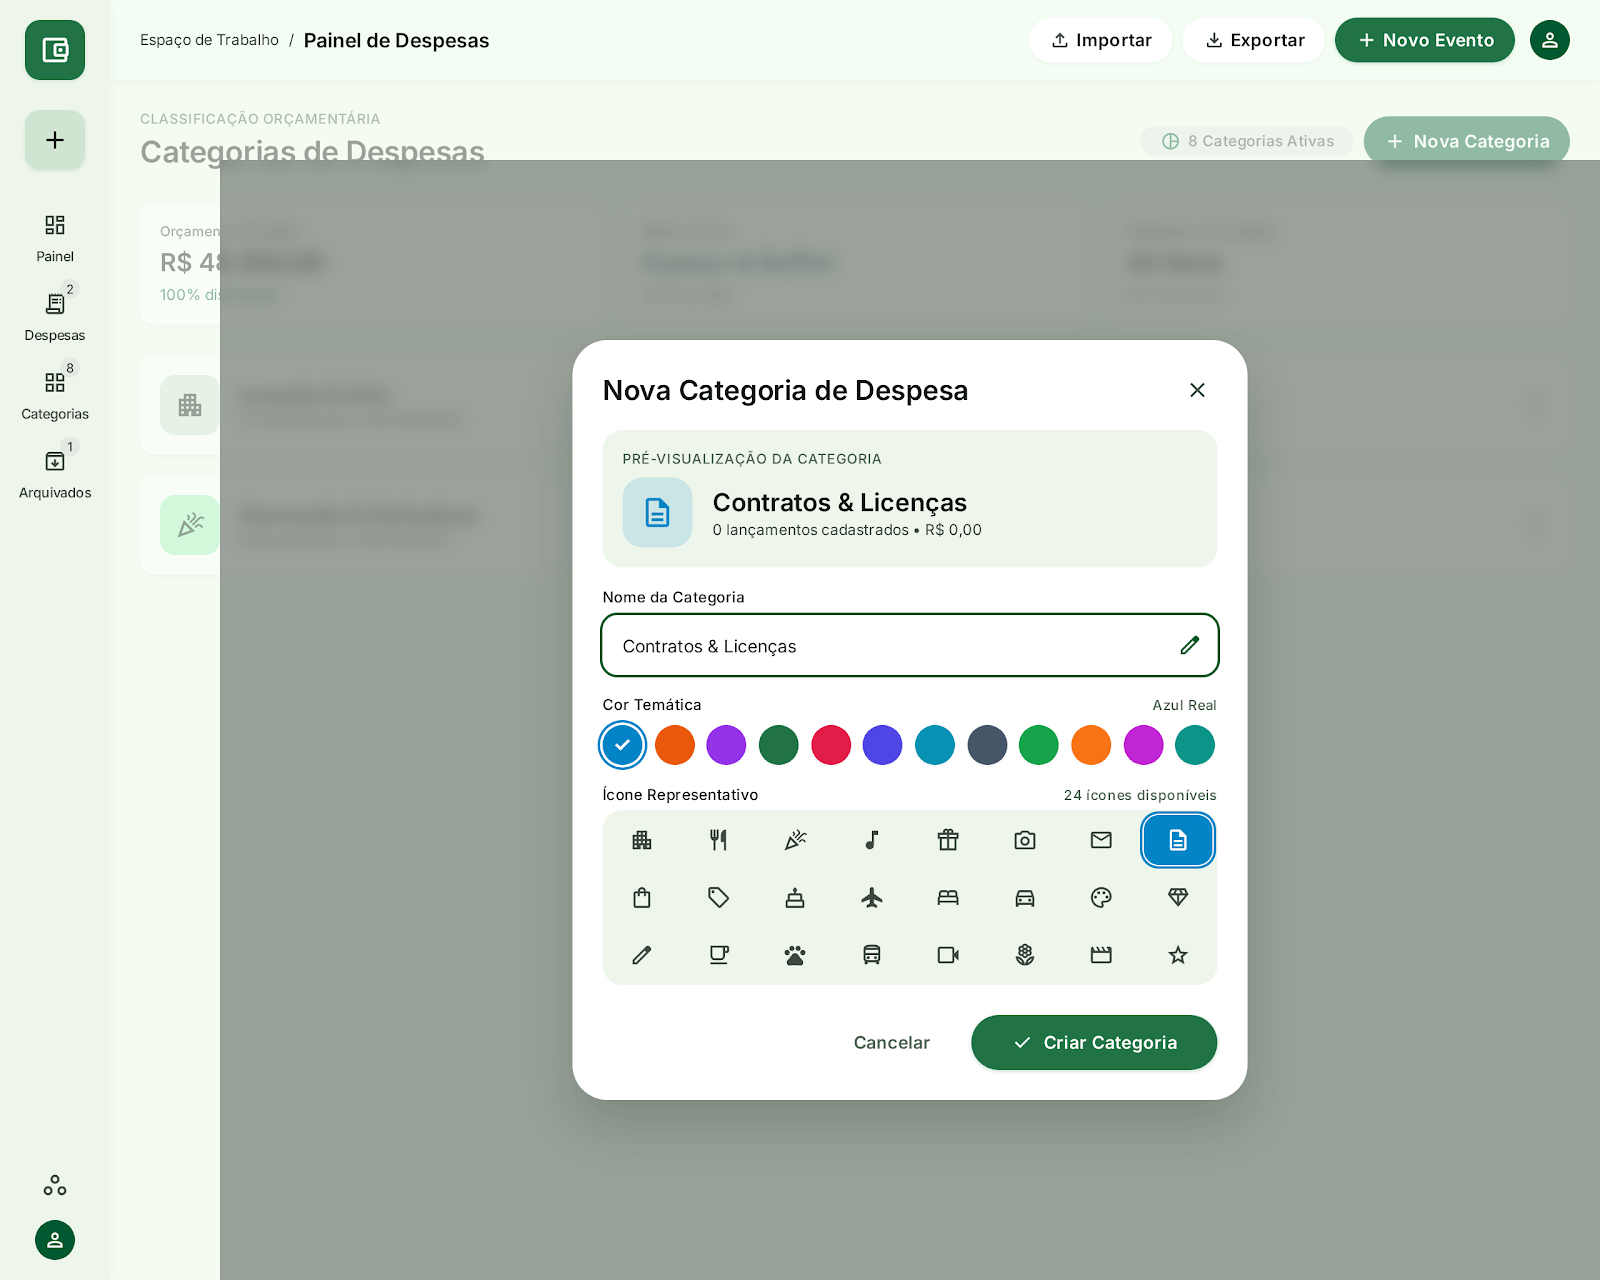 Espaço de Trabalho / Painel de Despesas
Importar
Exportar
+ Novo Evento
Painel
2
Despesas
8
Categorias
1
Arquivados
CLASSIFICAÇÃO ORÇAMENTÁRIA
Categorias de Despesas
8 Categorias Ativas
+ Nova Categoria
R$
100%
Nova Categoria de Despesa
PRÉ-VISUALIZAÇÃO DA CATEGORIA
Contratos & Licenças
0 lançamentos cadastrados • R$ 0,00
Nome da Categoria
Contratos & Licenças
Cor Temática
Azul Real
Ícone Representativo
24 ícones disponíveis
Cancelar
Criar Categoria